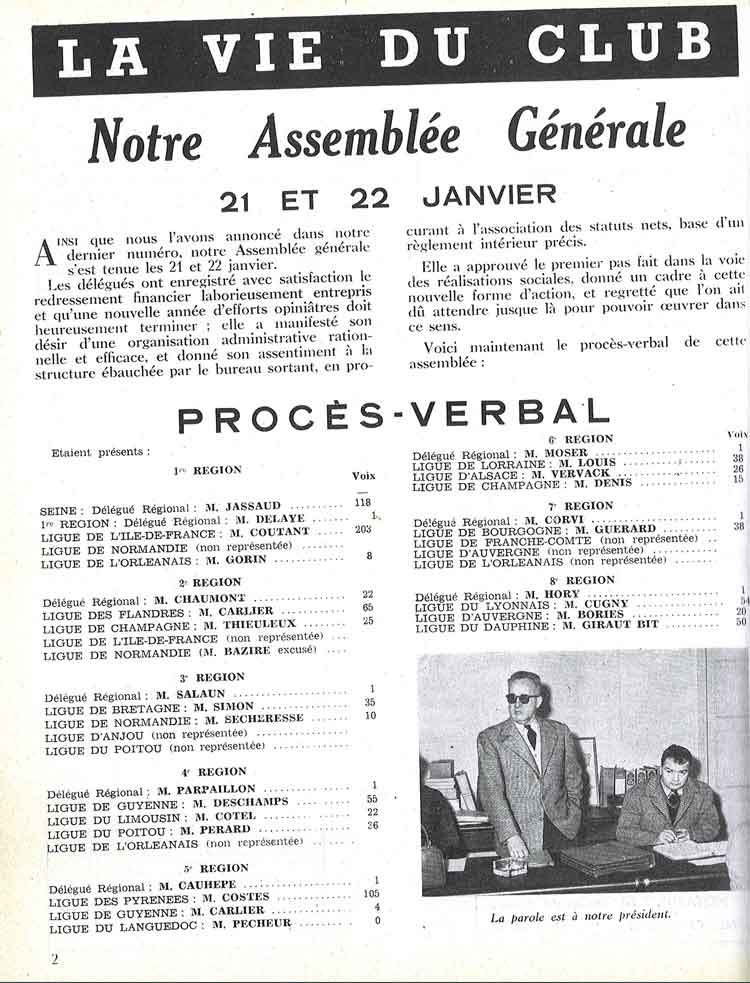 LA VIE DU CLUB
Notre Assemblée Générale
21 ET 22 JANVIER
AINSI que nous l'avons annoncé dans notre
dernier numéro, notre Assemblée générale
s'est tenue les 21 et 22 janvier.
Les délégués ont enregistré avec satisfaction le
redressement financier laborieusement entrepris
et qu'une nouvelle année d'efforts opiniâtres doit
heureusement terminer ; elle a manifesté son
désir d'une organisation administrative ration-
nelle et efficace, et donné son assentiment à la
structure ébauchée par le bureau sortant, en pro-
curant à l'association des statuts nets, base d'un
règlement intérieur précis.
Elle a approuvé le premier pas fait dans la voie
des réalisations sociales, donné un cadre à cette
nouvelle forme d'action, et regretté que l'on ait
dû attendre jusque là pour pouvoir œuvrer dans
ce sens.
Voici maintenant le procès-verbal de cette
assemblée :
PROCÈS-VERBAL
Etaient présents :
1re REGION
Voix
SEINE : Délégué Régional : M. JASSAUD .......... 118
1re REGION : Délégué Régional : M. DELAYE ....... 1
LIGUE DE L'ILE-DE-FRANCE : M. COUTANT .. 203
LIGUE DE NORMANDIE (non représentée) ........
LIGUE DE L'ORLEANAIS : M. GORIN ............ 8
2e REGION
Délégué Régional : M. CHAUMONT .................. 22
LIGUE DES FLANDRES : M. CARLIER ............ 65
LIGUE DE CHAMPAGNE : M. THIEULEUX ........ 25
LIGUE DE L'ILE-DE-FRANCE (non représentée) ...
LIGUE DE NORMANDIE (M. BAZIRE excusé) ....
3e REGION
Délégué Régional : M. SALAUN .................... 1
LIGUE DE BRETAGNE : M. SIMON .............. 35
LIGUE DE NORMANDIE : M. SECHERESSE ...... 10
LIGUE D'ANJOU (non représentée) ..............
LIGUE DU POITOU (non représentée) ............
4e REGION
Délégué Régional : M. PARPAILLON ................ 1
LIGUE DE GUYENNE : M. DESCHAMPS ........ 55
LIGUE DU LIMOUSIN : M. COTEL .............. 22
LIGUE DU POITOU : M. PERARD .............. 26
LIGUE DE L'ORLEANAIS (non représentée) ......
5e REGION
Délégué Régional : M. CAUHEPE .................. 1
LIGUE DES PYRENEES : M. COSTES ............ 105
LIGUE DE GUYENNE : M. CARLIER ............ 4
LIGUE DU LANGUEDOC : M. PECHEUR .......... 0
6e REGION
Voix
Délégué Régional : M. MOSER .................... 1
LIGUE DE LORRAINE : M. LOUIS .............. 38
LIGUE D'ALSACE : M. VERVACK ................ 26
LIGUE DE CHAMPAGNE : M. DENIS ............ 15
7e REGION
Délégué Régional : M. CORVI .................... 1
LIGUE DE BOURGOGNE : M. GUERARD ........ 38
LIGUE DE FRANCHE-COMTE (non représentée) ..
LIGUE D'AUVERGNE (non représentée) ..........
LIGUE DE L'ORLEANAIS (non représentée) ......
8e REGION
Délégué Régional : M. HORY .................... 1
LIGUE DU LYONNAIS : M. CUGNY .............. 54
LIGUE D'AUVERGNE : M. BORIES .............. 20
LIGUE DU DAUPHINE : M. GIRAUT BIT ........ 50
La parole est à notre président.
2